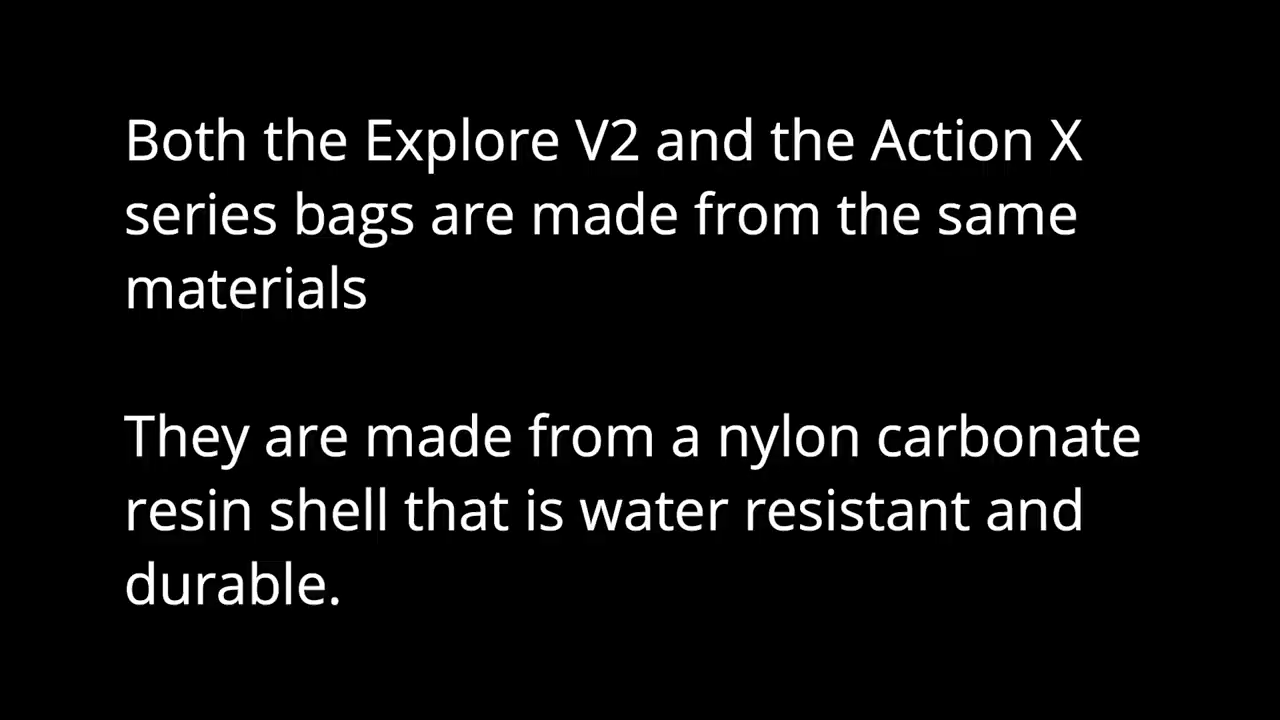 Both the Explore V2 and the Action X
series bags are made from the same
materials
They are made from a nylon carbonate
resin shell that is water resistant and
durable.